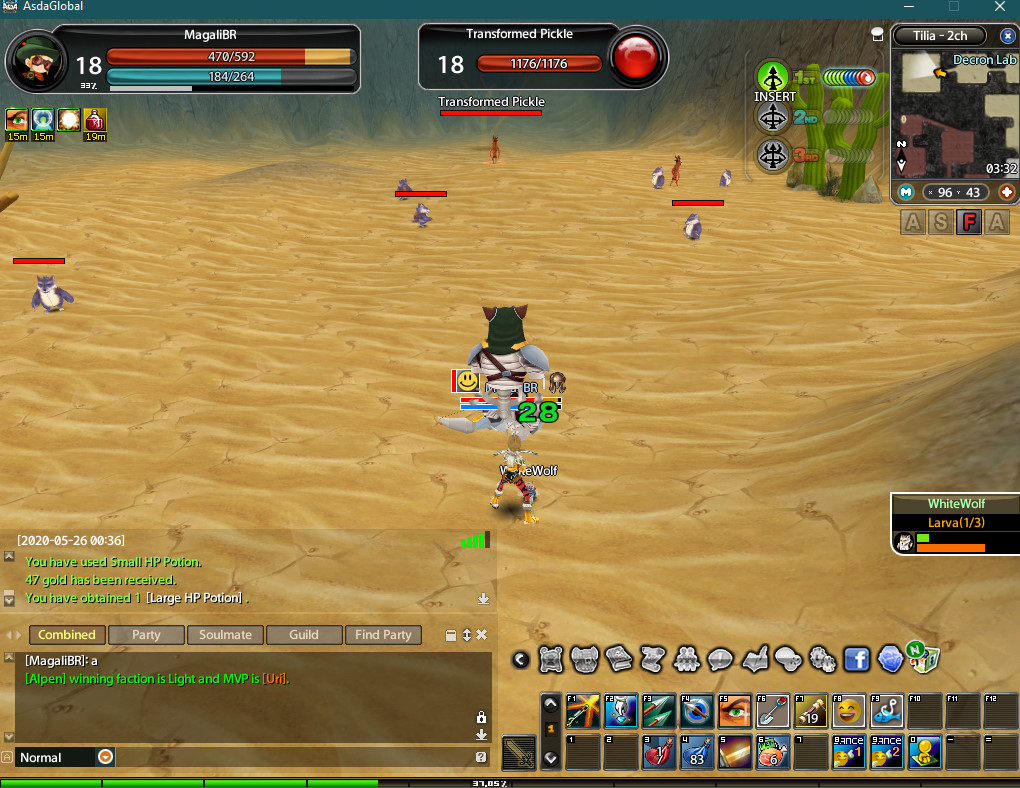 AsdaGlobal
MagaliBR
18
470/592
184/264
33%
15m
15m
19m
Transformed Pickle
18
1176/1176
Transformed Pickle
INSERT
1ST
2ND
3RD
Tilia - 2ch
Decron Lab
N
03:32
M
× 96 Y 43
A S F A
BR
28
WhiteWolf
WhiteWolf
Larva(1/3)
[2020-05-26 00:36]
You have used Small HP Potion.
47 gold has been received.
You have obtained 1 [Large HP Potion] .
Combined
Party
Soulmate
Guild
Find Party
[MagaliBR]: a
[Alpen] winning faction is Light and MVP is [Uri].
Normal
?
N
f
F1 F2 F3 F4 F5 F6 F7 F8 F9 F10 F11 F12
19
1
1 2 3 4 5 6 7 8 9 0 - =
17
83
6
37,05%